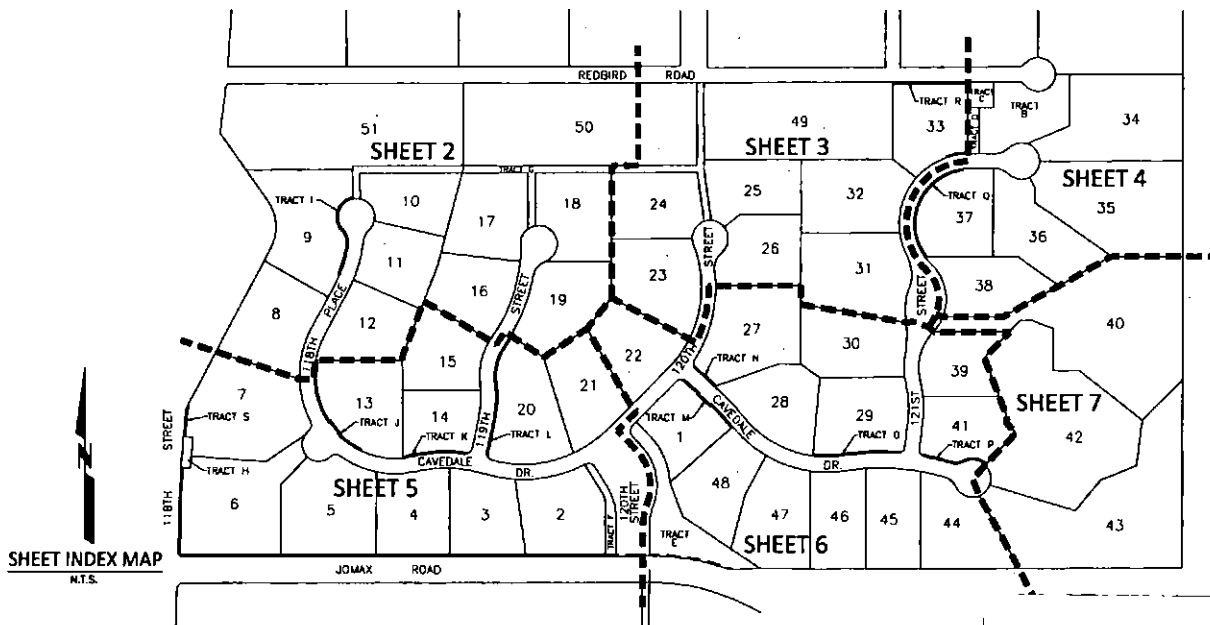 REDBIRD ROAD
TRACT R
TRACT C
TRACT B
TRACT D
33
34
51
50
49
SHEET 2
SHEET 3
SHEET 4
TRACT G
TRACT I
TRACT Q
10
17
18
24
25
32
37
35
9
11
26
36
23
31
16
19
38
8
12
PLACE
STREET
STREET
STREET
40
27
30
22
15
118TH
120TH
39
7
TRACT S
13
21
TRACT N
28
29
121ST
SHEET 7
14
20
TRACT M
CAVEDALE
41
42
STREET
TRACT J
TRACT K
119TH
TRACT L
1
TRACT O
TRACT P
TRACT H
CAVEDALE
DR.
DR.
SHEET 5
118TH
6
5
4
3
2
TRACT F
120TH
STREET
48
47
46
45
44
43
TRACT
E
SHEET 6
SHEET INDEX MAP
N.T.S.
N
JOMAX ROAD